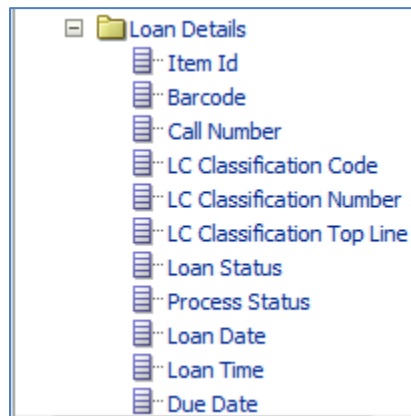 Loan Details
Item Id
Barcode
Call Number
LC Classification Code
LC Classification Number
LC Classification Top Line
Loan Status
Process Status
Loan Date
Loan Time
Due Date